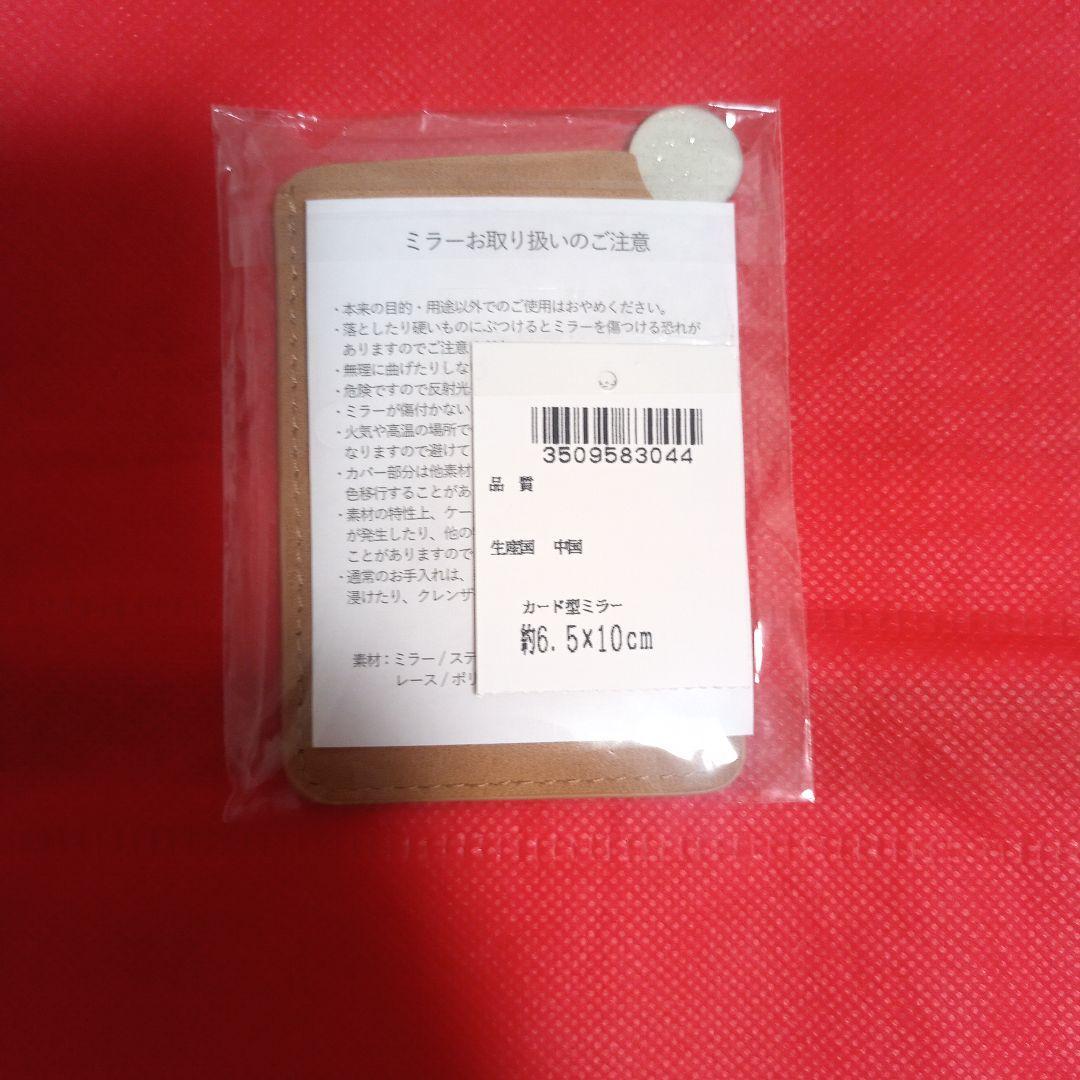 ミラーお取り扱いのご注意
・本来の目的・用途以外でのご使用はおやめください。
・落としたり硬いものにぶつけるとミラーを傷つける恐れが
ありますのでご注意
・無理に曲げたりしな
・危険ですので反射光
・ミラーが傷付かない
・火気や高温の場所で
なりますので避けて
・カバー部分は他素材
色移行することがあ
・素材の特性上、ケー
が発生したり、他の
ことがありますので
・通常のお手入れは、
浸けたり、クレンザ
素材：ミラー/ステ
レース/ポリ
3509583044
品 質
生産国 中国
カード型ミラー
約6.5×10cm